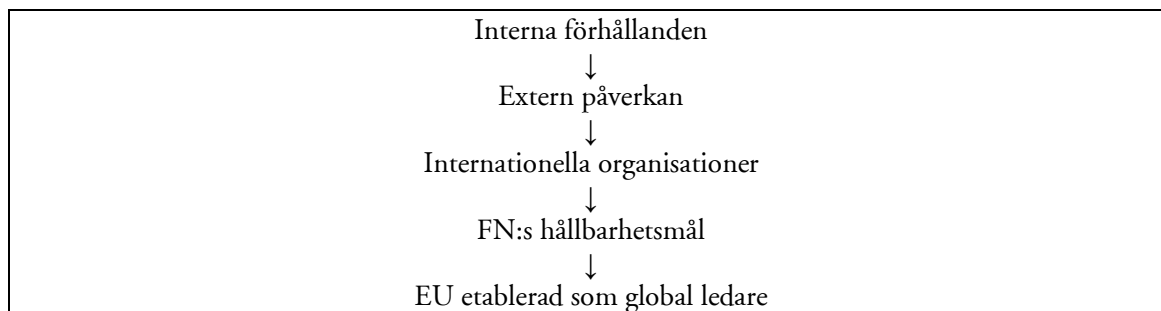 Interna förhållanden
↓
Extern påverkan
↓
Internationella organisationer
↓
FN:s hållbarhetsmål
↓
EU etablerad som global ledare